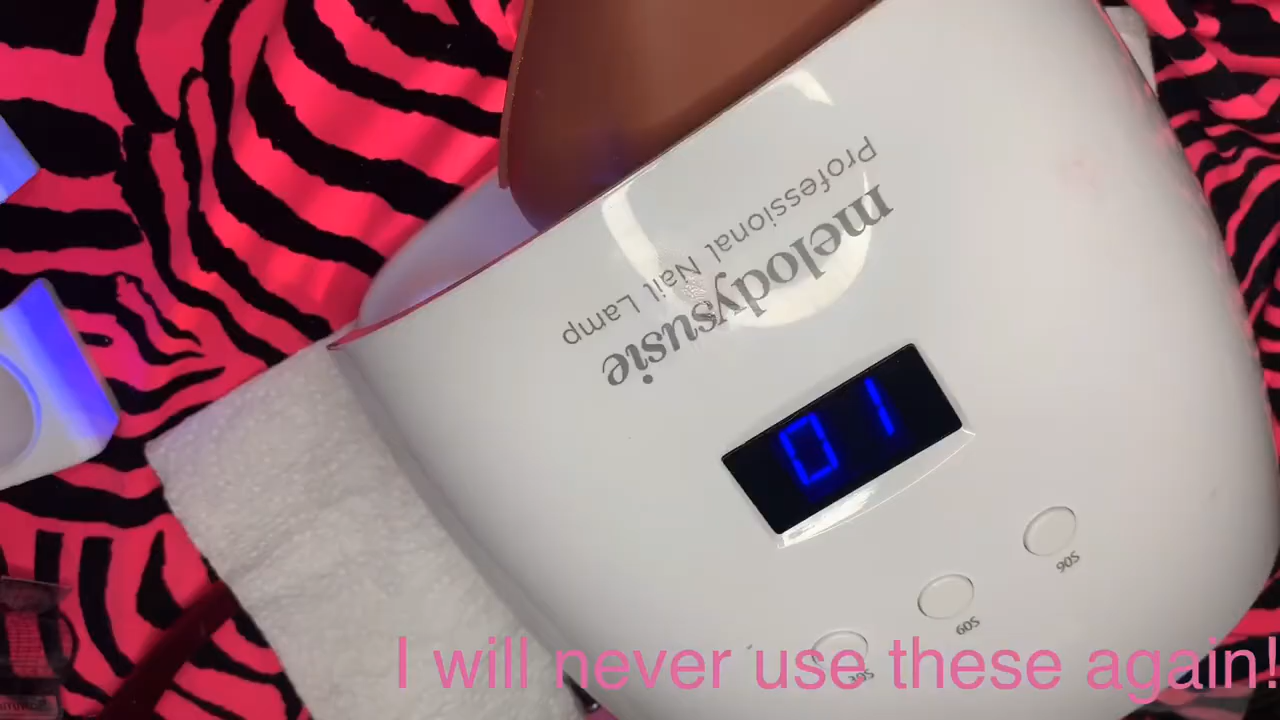 melodysusie
Professional Nail Lamp
01
90S
60S
I will never use these again!